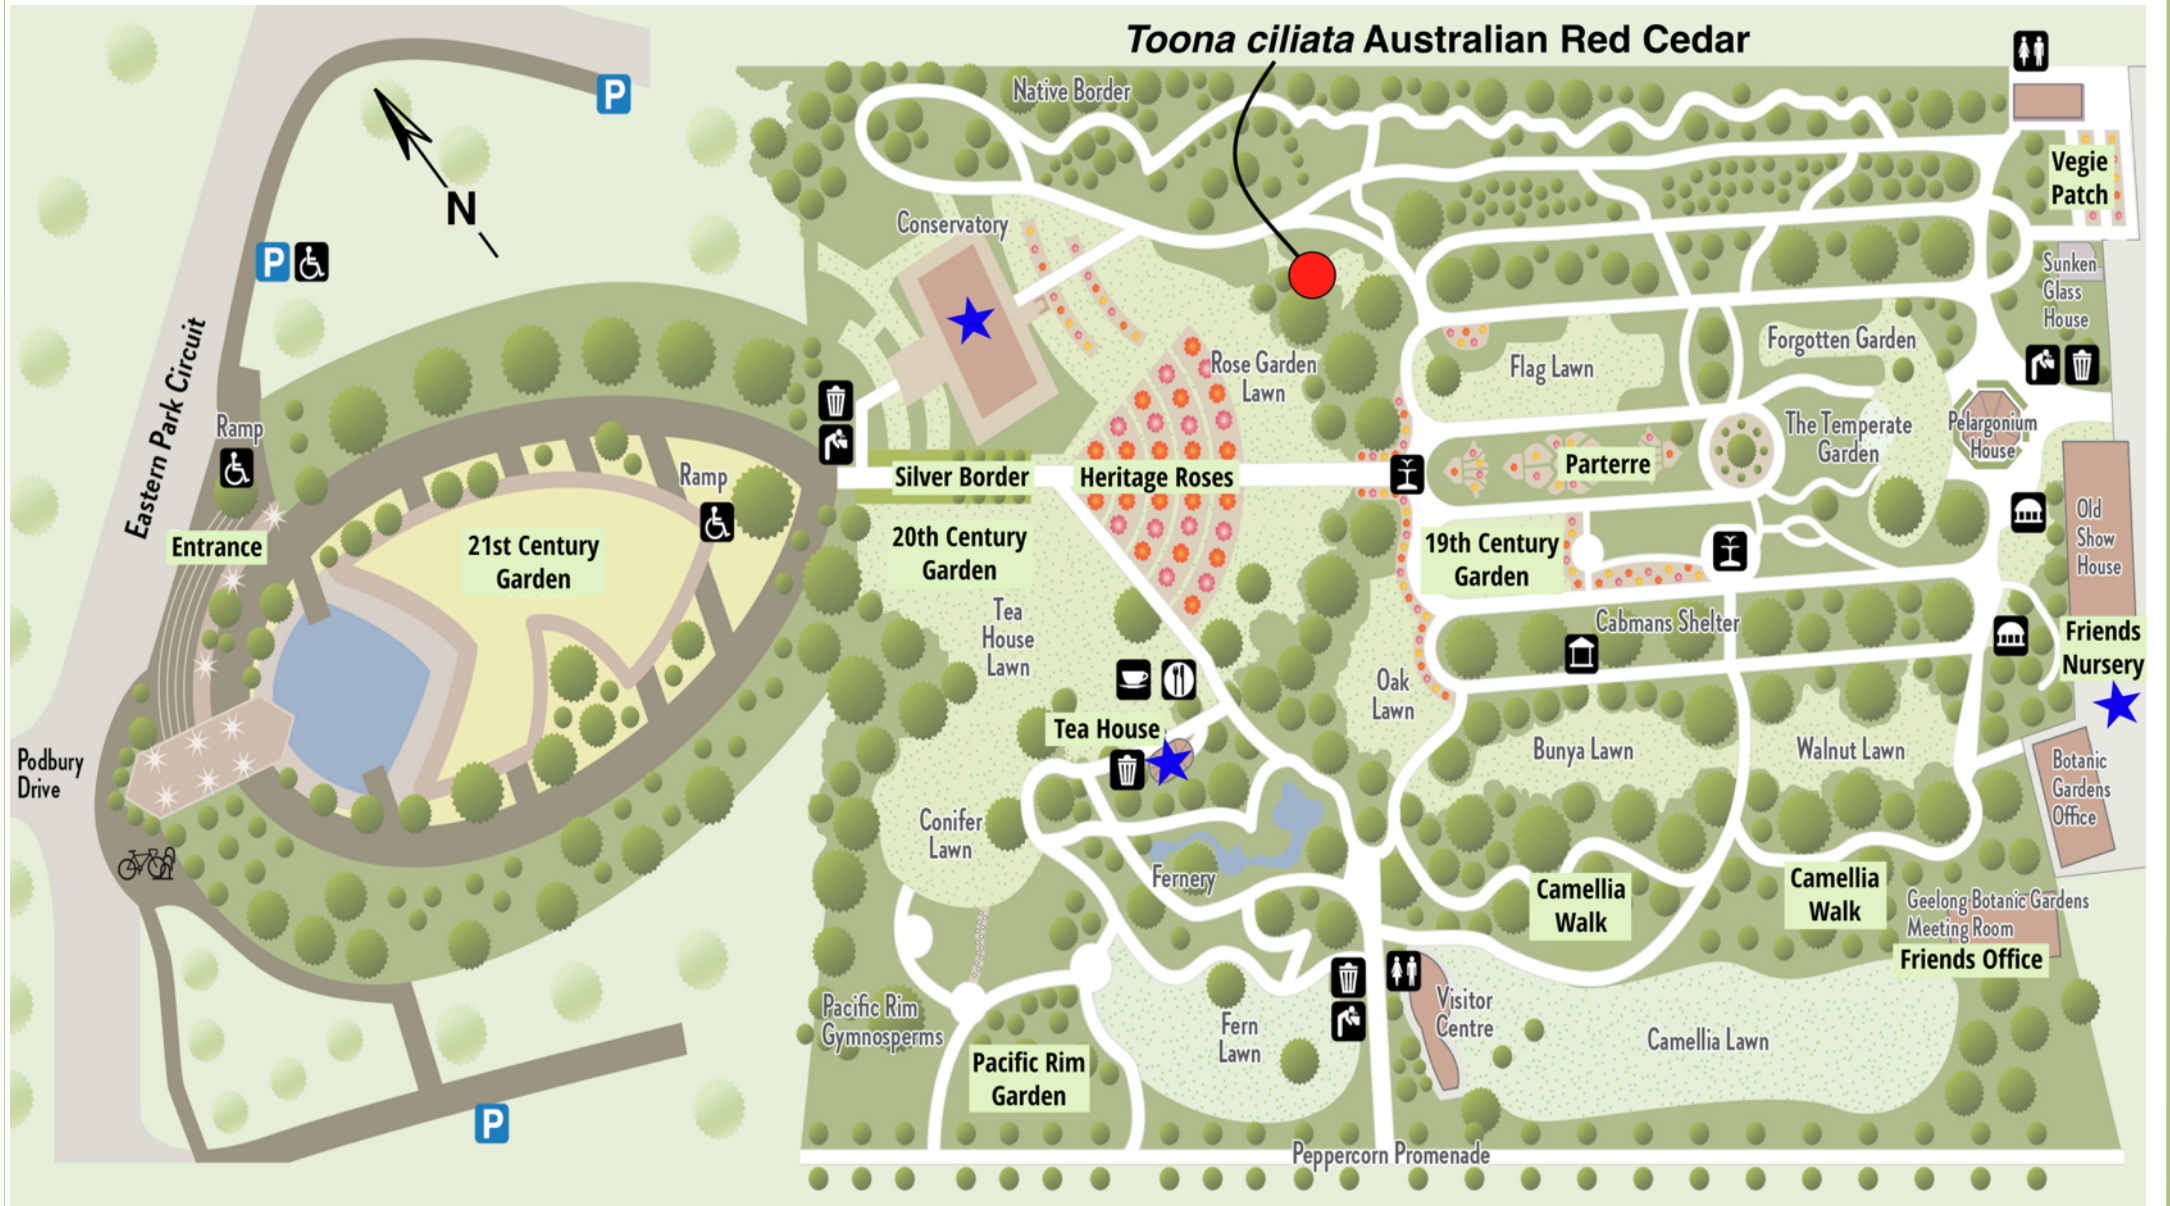 Toona ciliata Australian Red Cedar
Native Border
P
N
Vegie
Patch
Conservatory
P
Sunken
Glass
House
Eastern Park Circuit
Rose Garden
Lawn
Flag Lawn
Forgotten Garden
Ramp
Ramp
Silver Border
Heritage Roses
Parterre
The Temperate
Garden
Pelargonium
House
Entrance
21st Century
Garden
20th Century
Garden
19th Century
Garden
Old
Show
House
Tea
House
Lawn
Cabmans Shelter
Friends
Nursery
Oak
Lawn
Tea House
Bunya Lawn
Walnut Lawn
Podbury
Drive
Botanic
Gardens
Office
Conifer
Lawn
Fernery
Camellia
Walk
Camellia
Walk
Geelong Botanic Gardens
Meeting Room
Friends Office
Pacific Rim
Gymnosperms
Fern
Lawn
Visitor
Centre
Camellia Lawn
Pacific Rim
Garden
P
Peppercorn Promenade